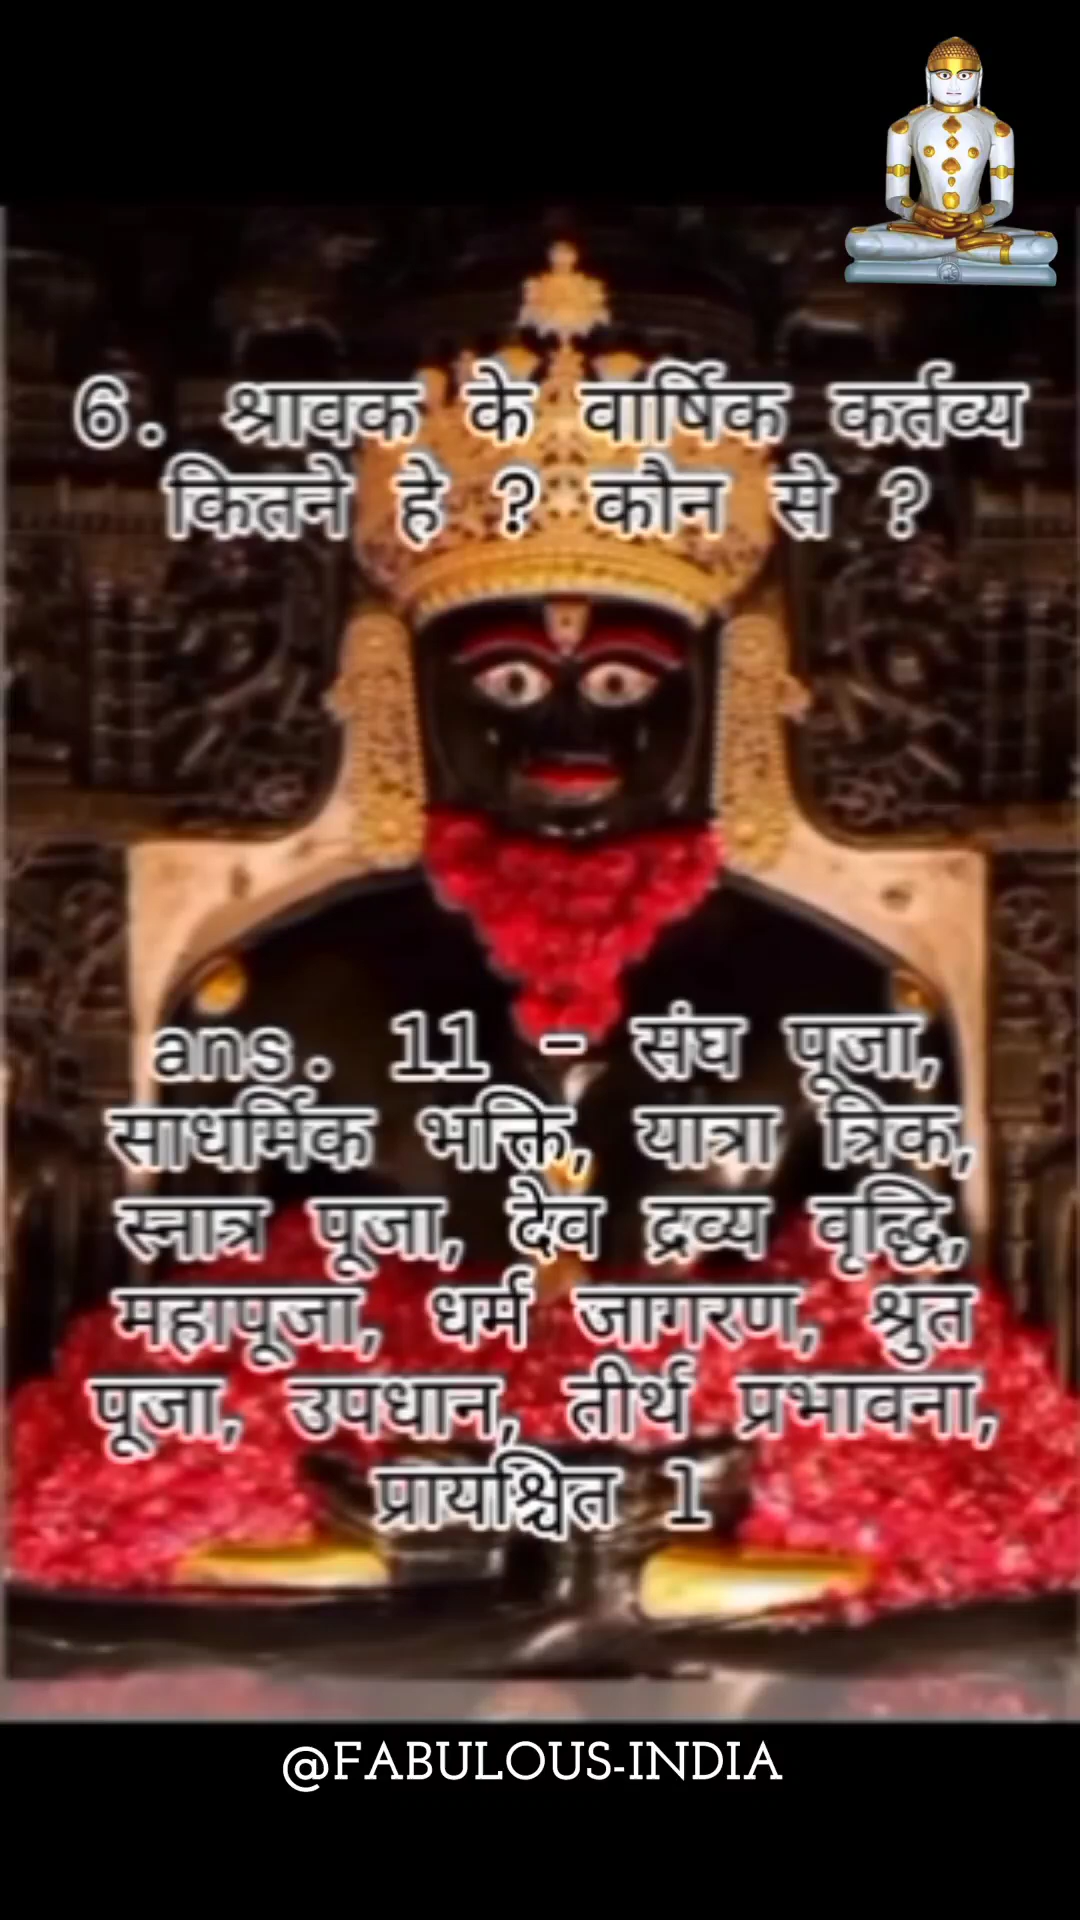 6. श्रावक के वार्षिक कर्तव्य
कितने हे ? कौन से ?
ans. 11 - संघ पूजा,
साधर्मिक भक्ति, यात्रा त्रिक,
स्नात्र पूजा, देव द्रव्य वृद्धि,
महापूजा, धर्म जागरण, श्रुत
पूजा, उपधान, तीर्थ प्रभावना,
प्रायश्चित 1
@FABULOUS-INDIA